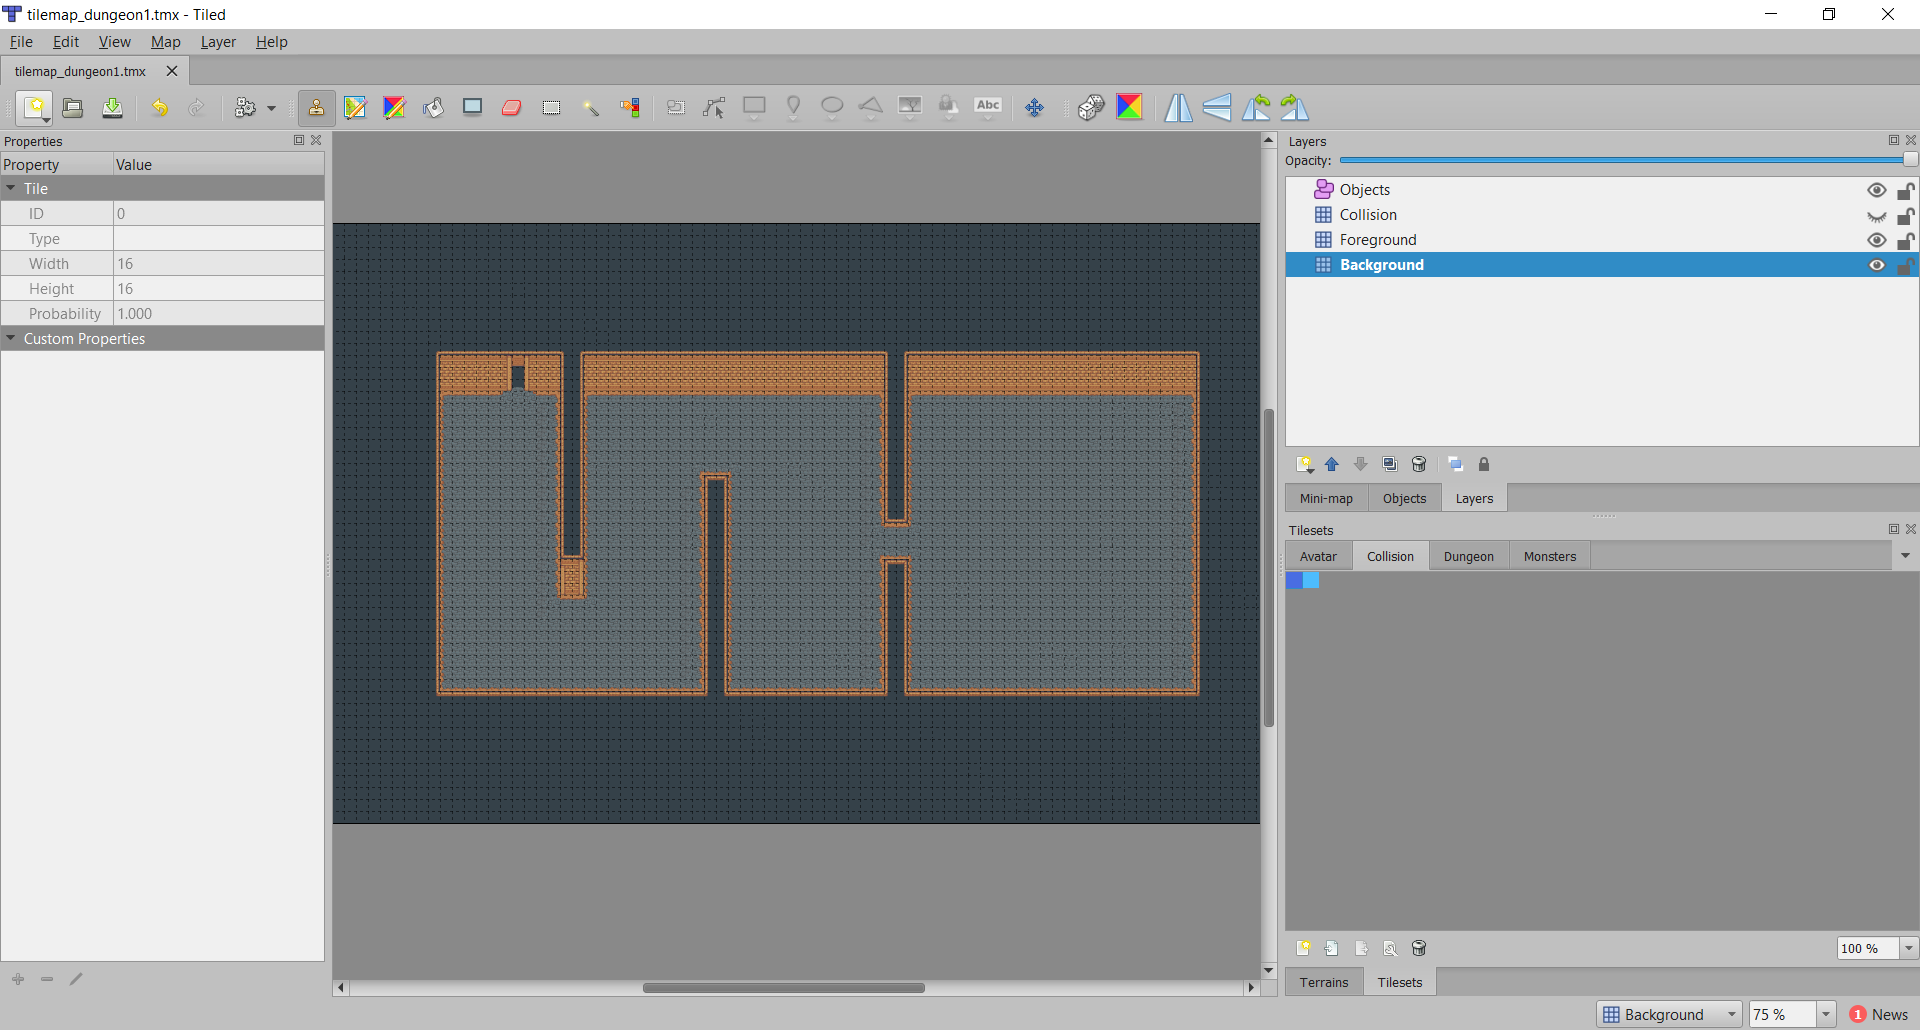 tilemap_dungeon1.tmx - Tiled
File Edit View Map Layer Help
tilemap_dungeon1.tmx
Abc
Properties
Property Value
Tile
ID 0
Type
Width 16
Height 16
Probability 1.000
Custom Properties
Layers
Opacity:
Objects
Collision
Foreground
Background
Mini-map Objects Layers
Tilesets
Avatar Collision Dungeon Monsters
100 %
Terrains Tilesets
Background 75 % 1 News